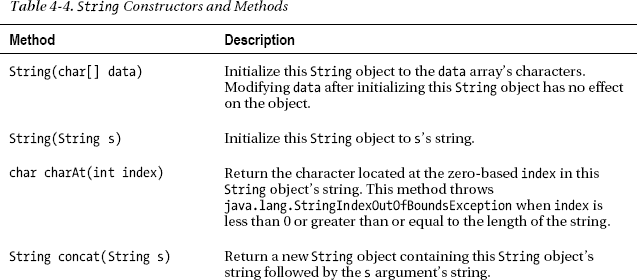 Table 4-4. String Constructors and Methods
Method Description
String(char[] data) Initialize this String object to the data array's characters.
Modifying data after initializing this String object has no effect
on the object.
String(String s) Initialize this String object to s's string.
char charAt(int index) Return the character located at the zero-based index in this
String object's string. This method throws
java.lang.StringIndexOutOfBoundsException when index is
less than 0 or greater than or equal to the length of the string.
String concat(String s) Return a new String object containing this String object's
string followed by the s argument's string.